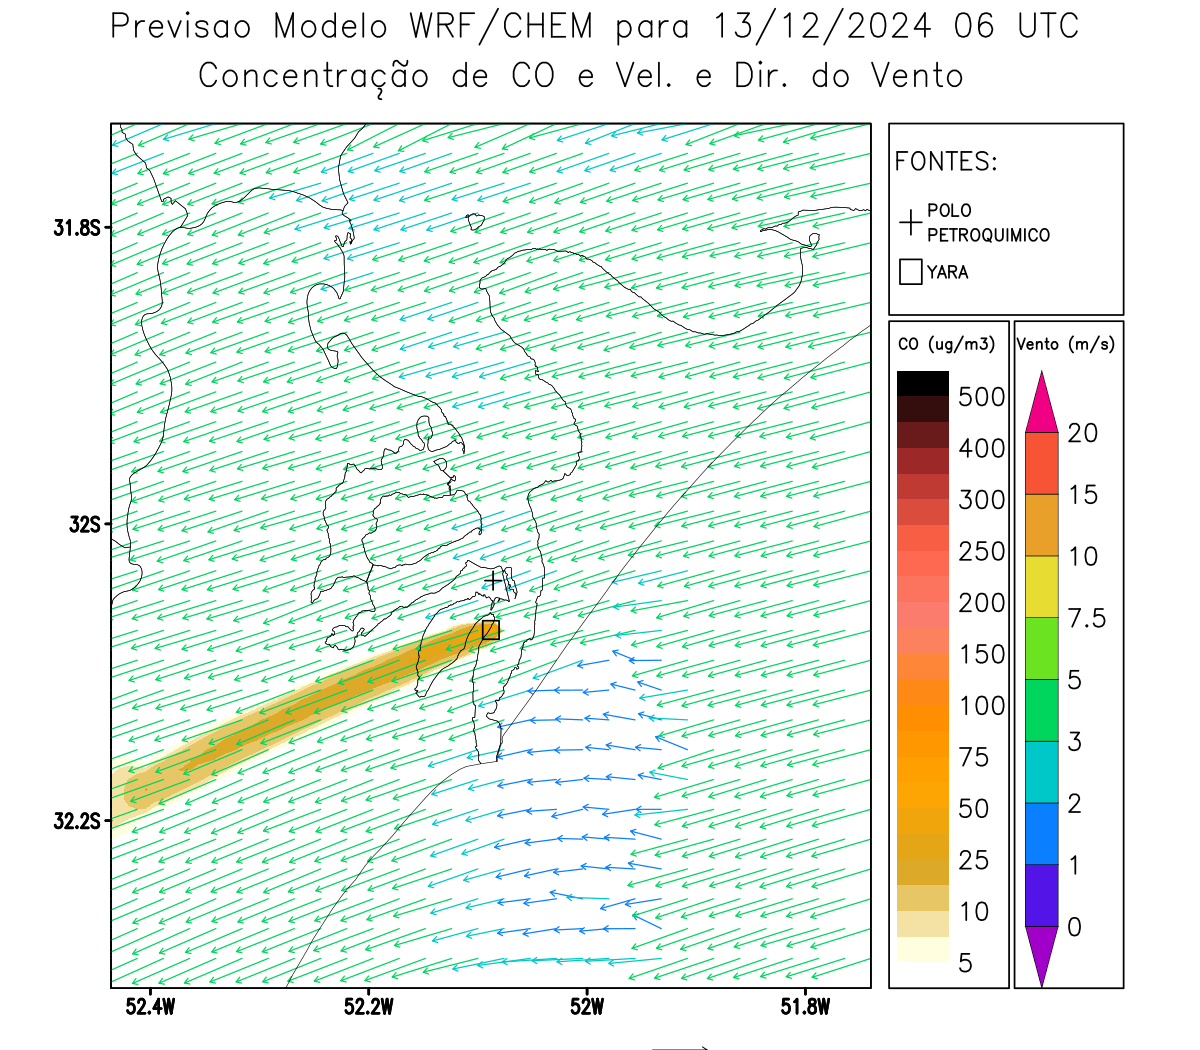 Previsao Modelo WRF/CHEM para 13/12/2024 06 UTC
Concentração de CO e Vel. e Dir. do Vento
FONTES:
POLO
PETROQUIMICO
YARA
CO (ug/m3)
500
400
300
250
200
150
100
75
50
25
10
5
Vento (m/s)
20
15
10
7.5
5
3
2
1
0
31.8S
32S
32.2S
52.4W
52.2W
52W
51.8W